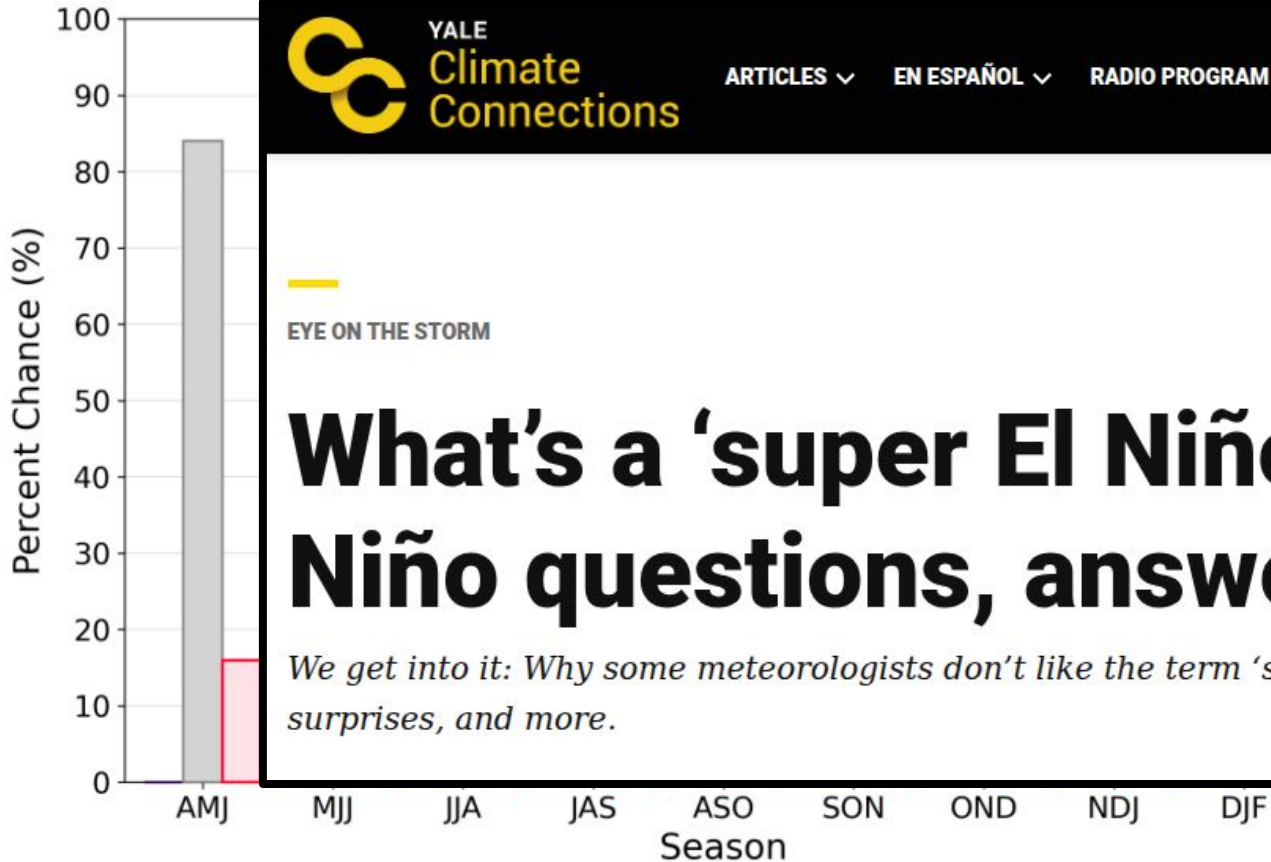 100
90
80
70
60
50
40
30
20
10
0
Percent Chance (%)
YALE
Climate
Connections
ARTICLES
EN ESPAÑOL
RADIO PROGRAM
EYE ON THE STORM
What’s a ‘super El Niño
Niño questions, answe
We get into it: Why some meteorologists don’t like the term ‘s
surprises, and more.
AMJ MJJ JJA JAS ASO SON OND NDJ DJF
Season